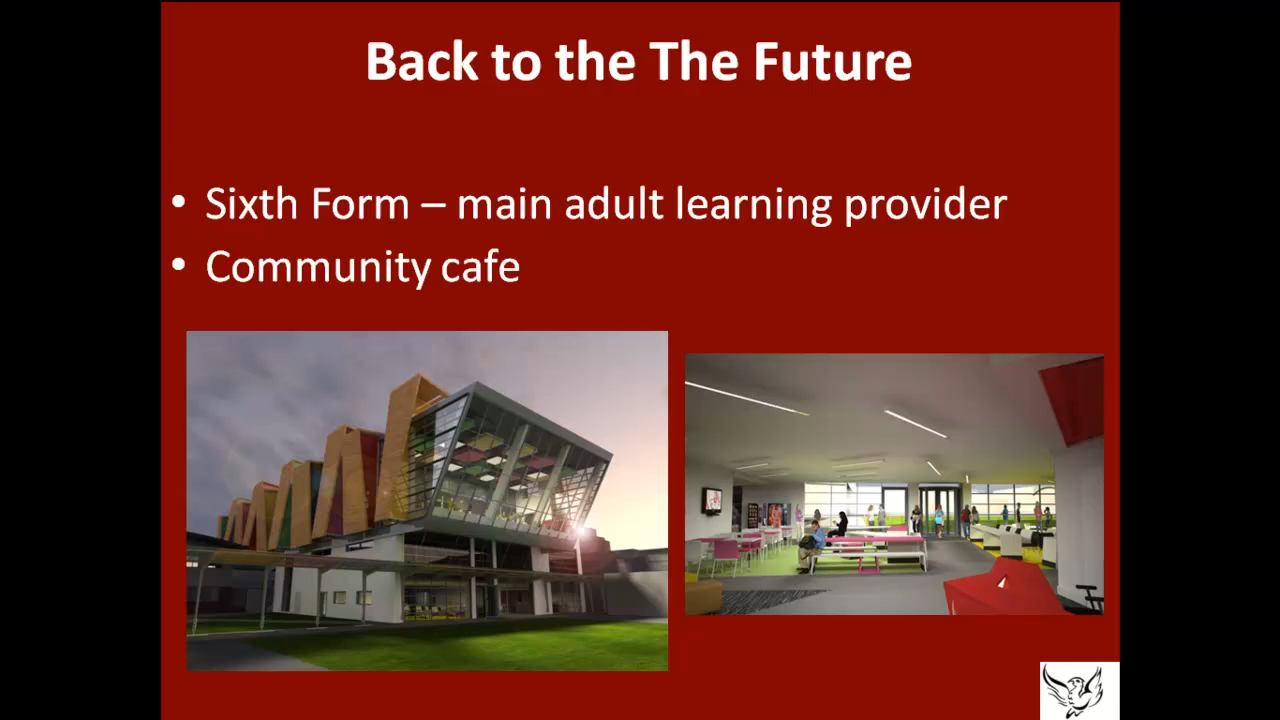 Back to the The Future
• Sixth Form – main adult learning provider
• Community cafe